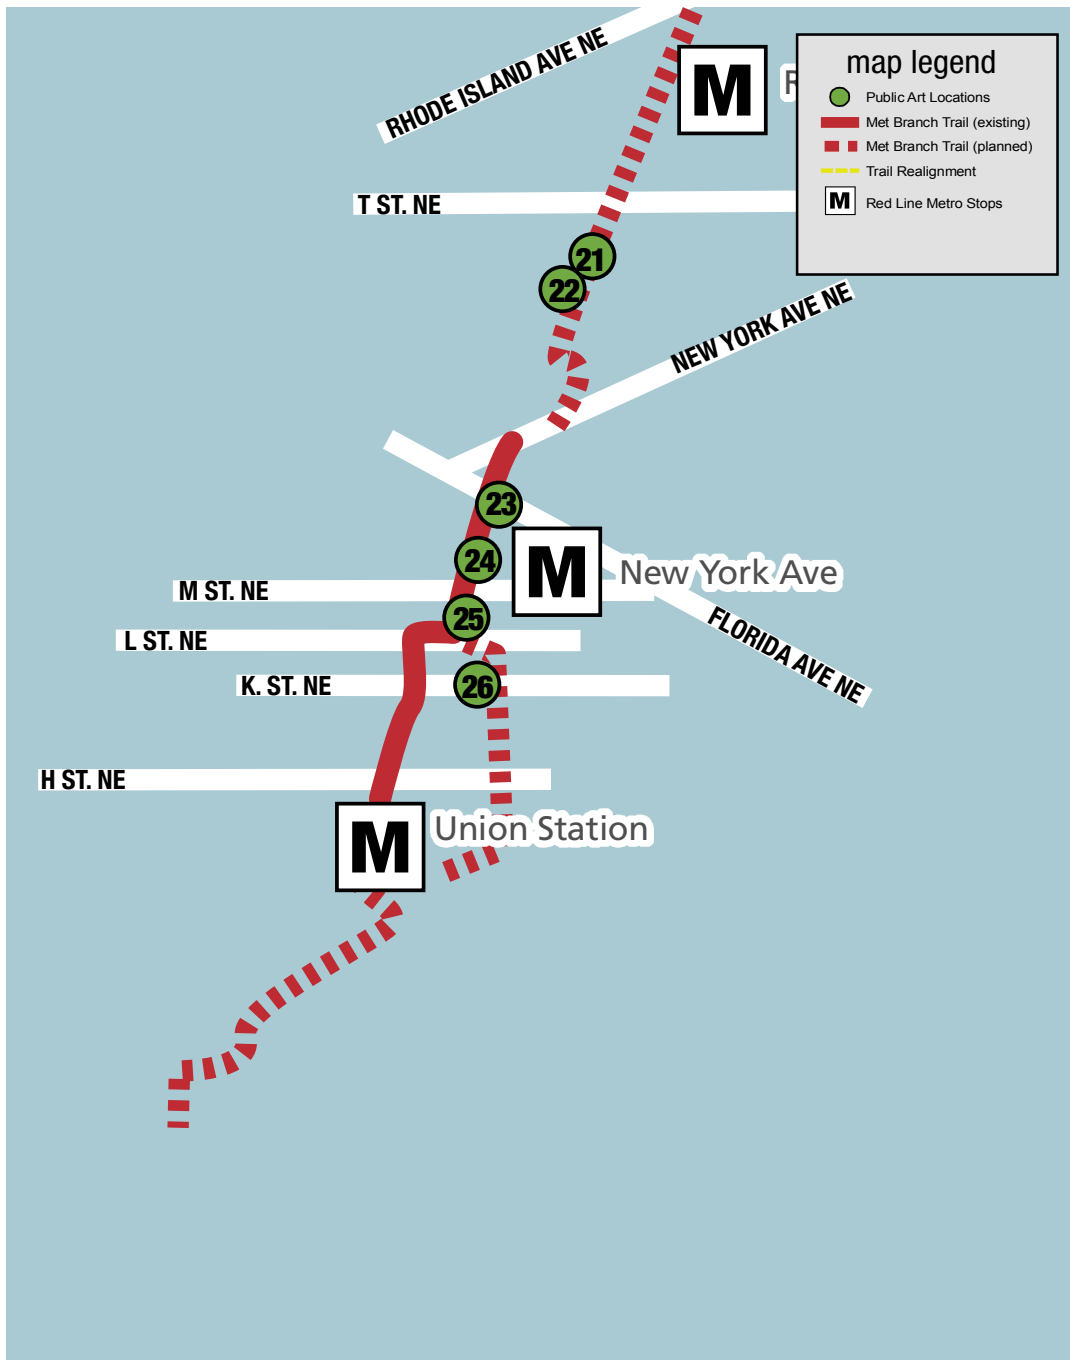 RHODE ISLAND AVE NE
M
R
map legend
Public Art Locations
Met Branch Trail (existing)
Met Branch Trail (planned)
Trail Realignment
M
Red Line Metro Stops
T ST. NE
21
22
NEW YORK AVE NE
23
24
M
New York Ave
M ST. NE
25
FLORIDA AVE NE
L ST. NE
K. ST. NE
26
H ST. NE
M
Union Station